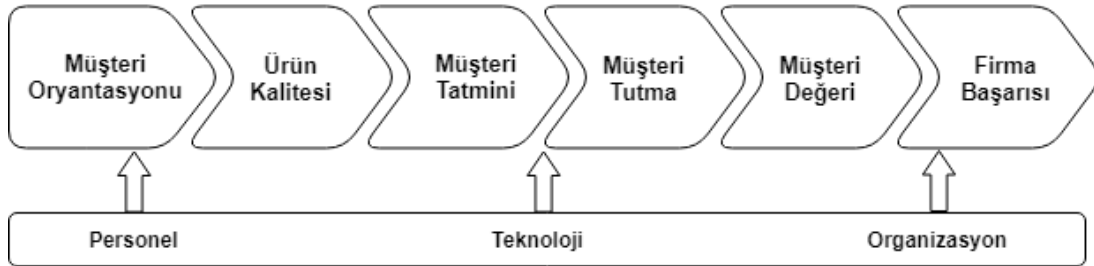 Müşteri
Oryantasyonu
Ürün
Kalitesi
Müşteri
Tatmini
Müşteri
Tutma
Müşteri
Değeri
Firma
Başarısı
Personel
Teknoloji
Organizasyon